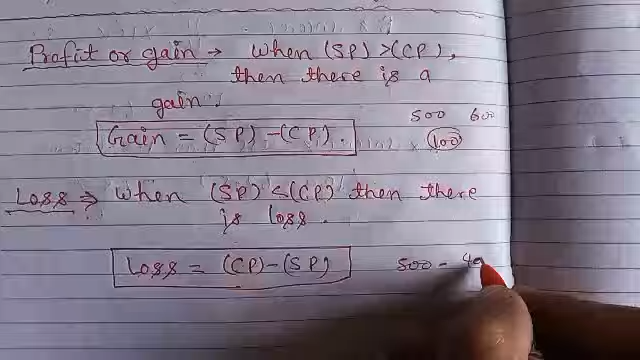 Profit or gain → when (SP) > (CP),
then there is a
gain.
500 600
Gain = (SP) - (CP).
100
Loss ⇒ when (SP) < (CP) then there
is loss.
Loss = (CP) - (SP)
500 - 40